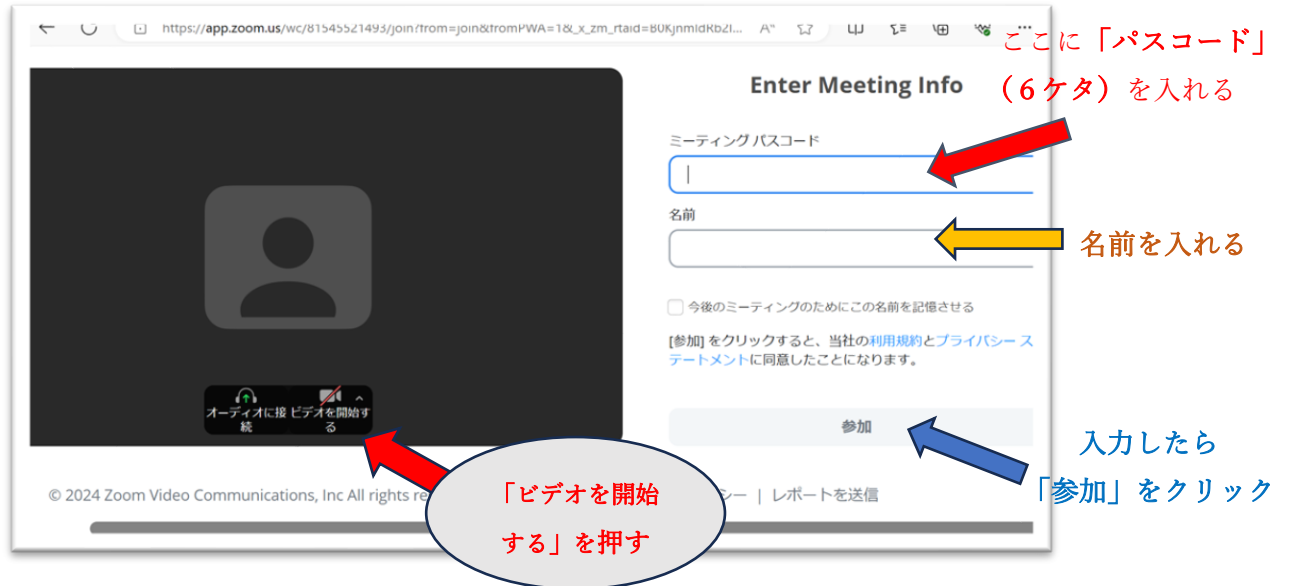 https://app.zoom.us/wc/81545521493/join?from=join&fromPWA=1&_x_zm_rtaid=
ここに「パスコード」
（６ケタ）を入れる
Enter Meeting Info
ミーティング パスコード
名前
名前を入れる
今後のミーティングのためにこの名前を記憶させる
[参加] をクリックすると、当社の利用規約とプライバシー ス
テートメントに同意したことになります。
オーディオに接
続
ビデオを開始す
る
参加
入力したら
「参加」をクリック
© 2024 Zoom Video Communications, Inc All rights
シー | レポートを送信
「ビデオを開始
する」を押す